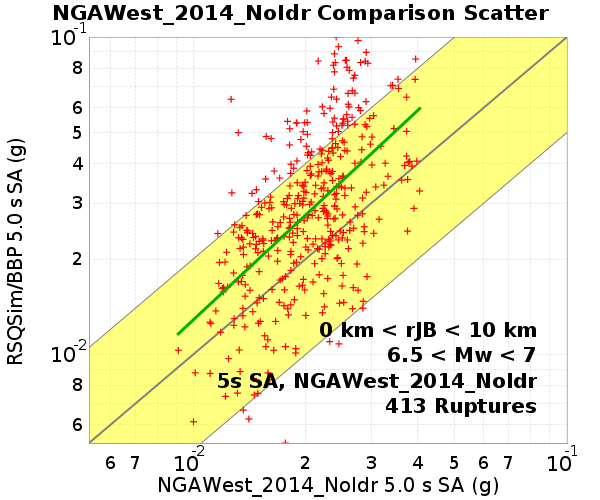 NGAWest_2014_NoIdr Comparison Scatter
10-1
8
6
5
4
3
2
10-2
8
6
RSQSim/BBP 5.0 s SA (g)
0 km < rJB < 10 km
6.5 < Mw < 7
5s SA, NGAWest_2014_NoIdr
413 Ruptures
6 7 10-2 2 3 4 5 6 7 10-1
NGAWest_2014_NoIdr 5.0 s SA (g)